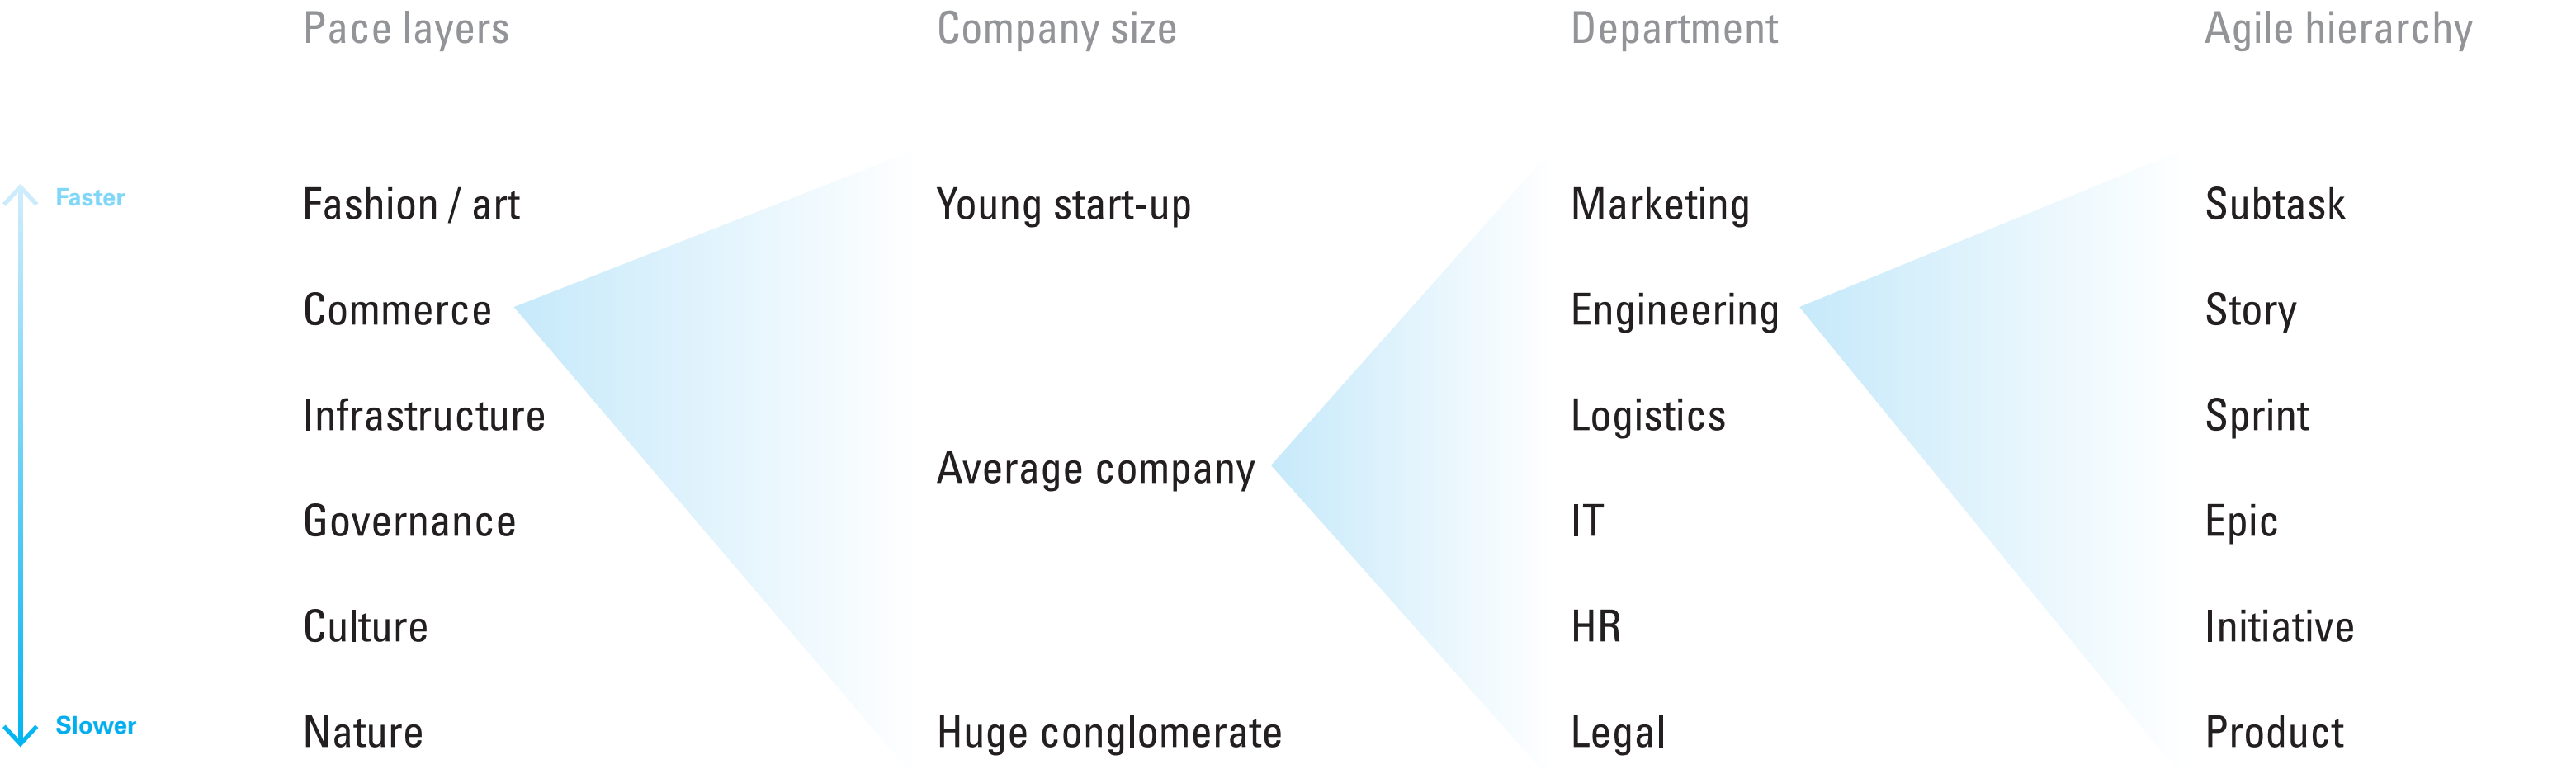 Pace layers
Company size
Department
Agile hierarchy
Faster
Fashion / art
Young start-up
Marketing
Subtask
Commerce
Engineering
Story
Infrastructure
Logistics
Sprint
Average company
Governance
IT
Epic
Culture
HR
Initiative
Slower
Nature
Huge conglomerate
Legal
Product